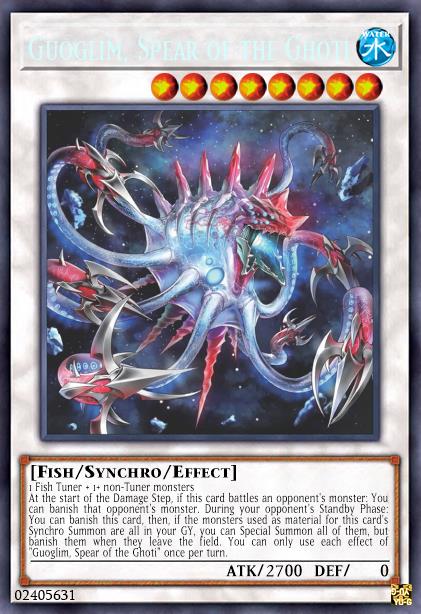 Guoglim, Spear of the Ghoti
WATER
水
[Fish/Synchro/Effect]
1 Fish Tuner + 1+ non-Tuner monsters
At the start of the Damage Step, if this card battles an opponent's monster: You
can banish that opponent's monster. During your opponent's Standby Phase:
You can banish this card, then, if the monsters used as material for this card's
Synchro Summon are all in your GY, you can Special Summon all of them, but
banish them when they leave the field. You can only use each effect of
"Guoglim, Spear of the Ghoti" once per turn.
ATK/2700 DEF/ 0
02405631